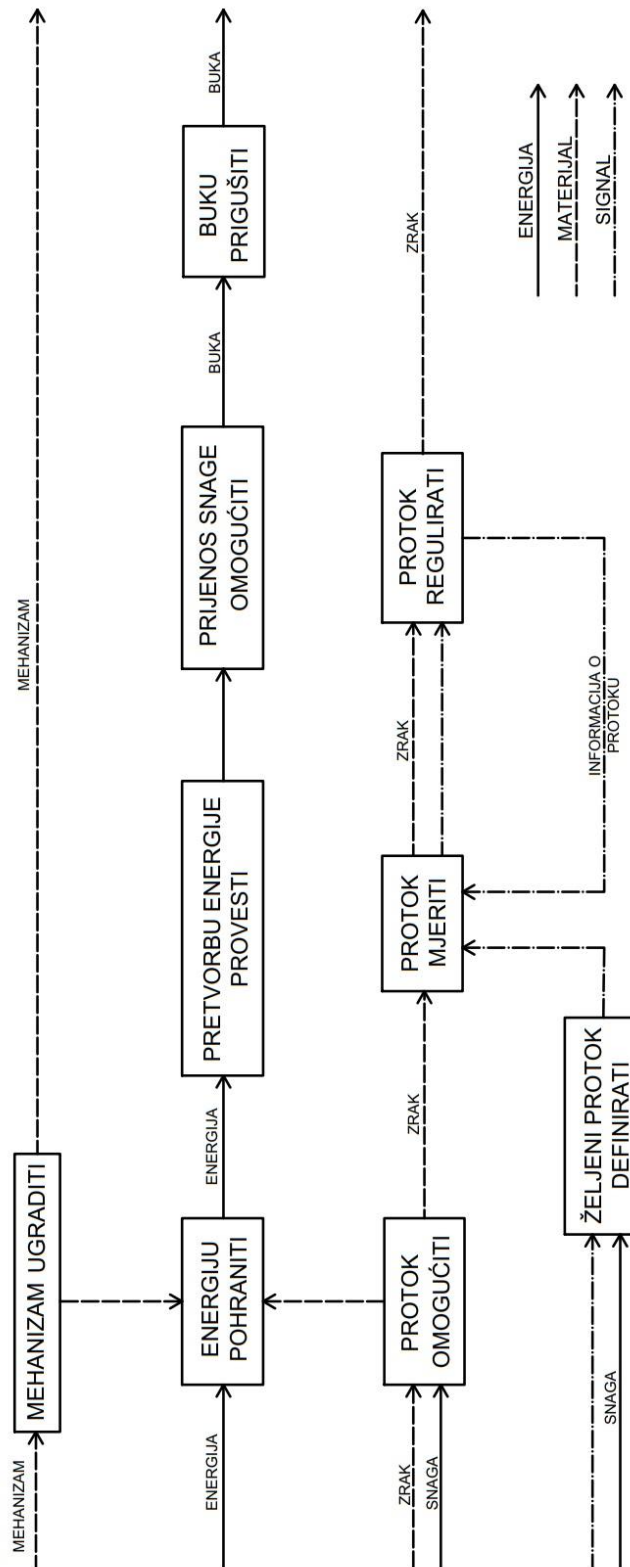 MEHANIZAM
MEHANIZAM UGRADITI
MEHANIZAM
ENERGIJA
ENERGIJU
POHRANITI
ENERGIJA
PRETVORBU ENERGIJE
PROVESTI
PRIJENOS SNAGE
OMOGUĆITI
BUKA
BUKU
PRIGUŠITI
BUKA
ZRAK
SNAGA
PROTOK
OMOGUĆITI
ZRAK
PROTOK
MJERITI
ZRAK
PROTOK
REGULIRATI
ZRAK
INFORMACIJA O
PROTOKU
SNAGA
ŽELJENI PROTOK
DEFINIRATI
ENERGIJA
MATERIJAL
SIGNAL